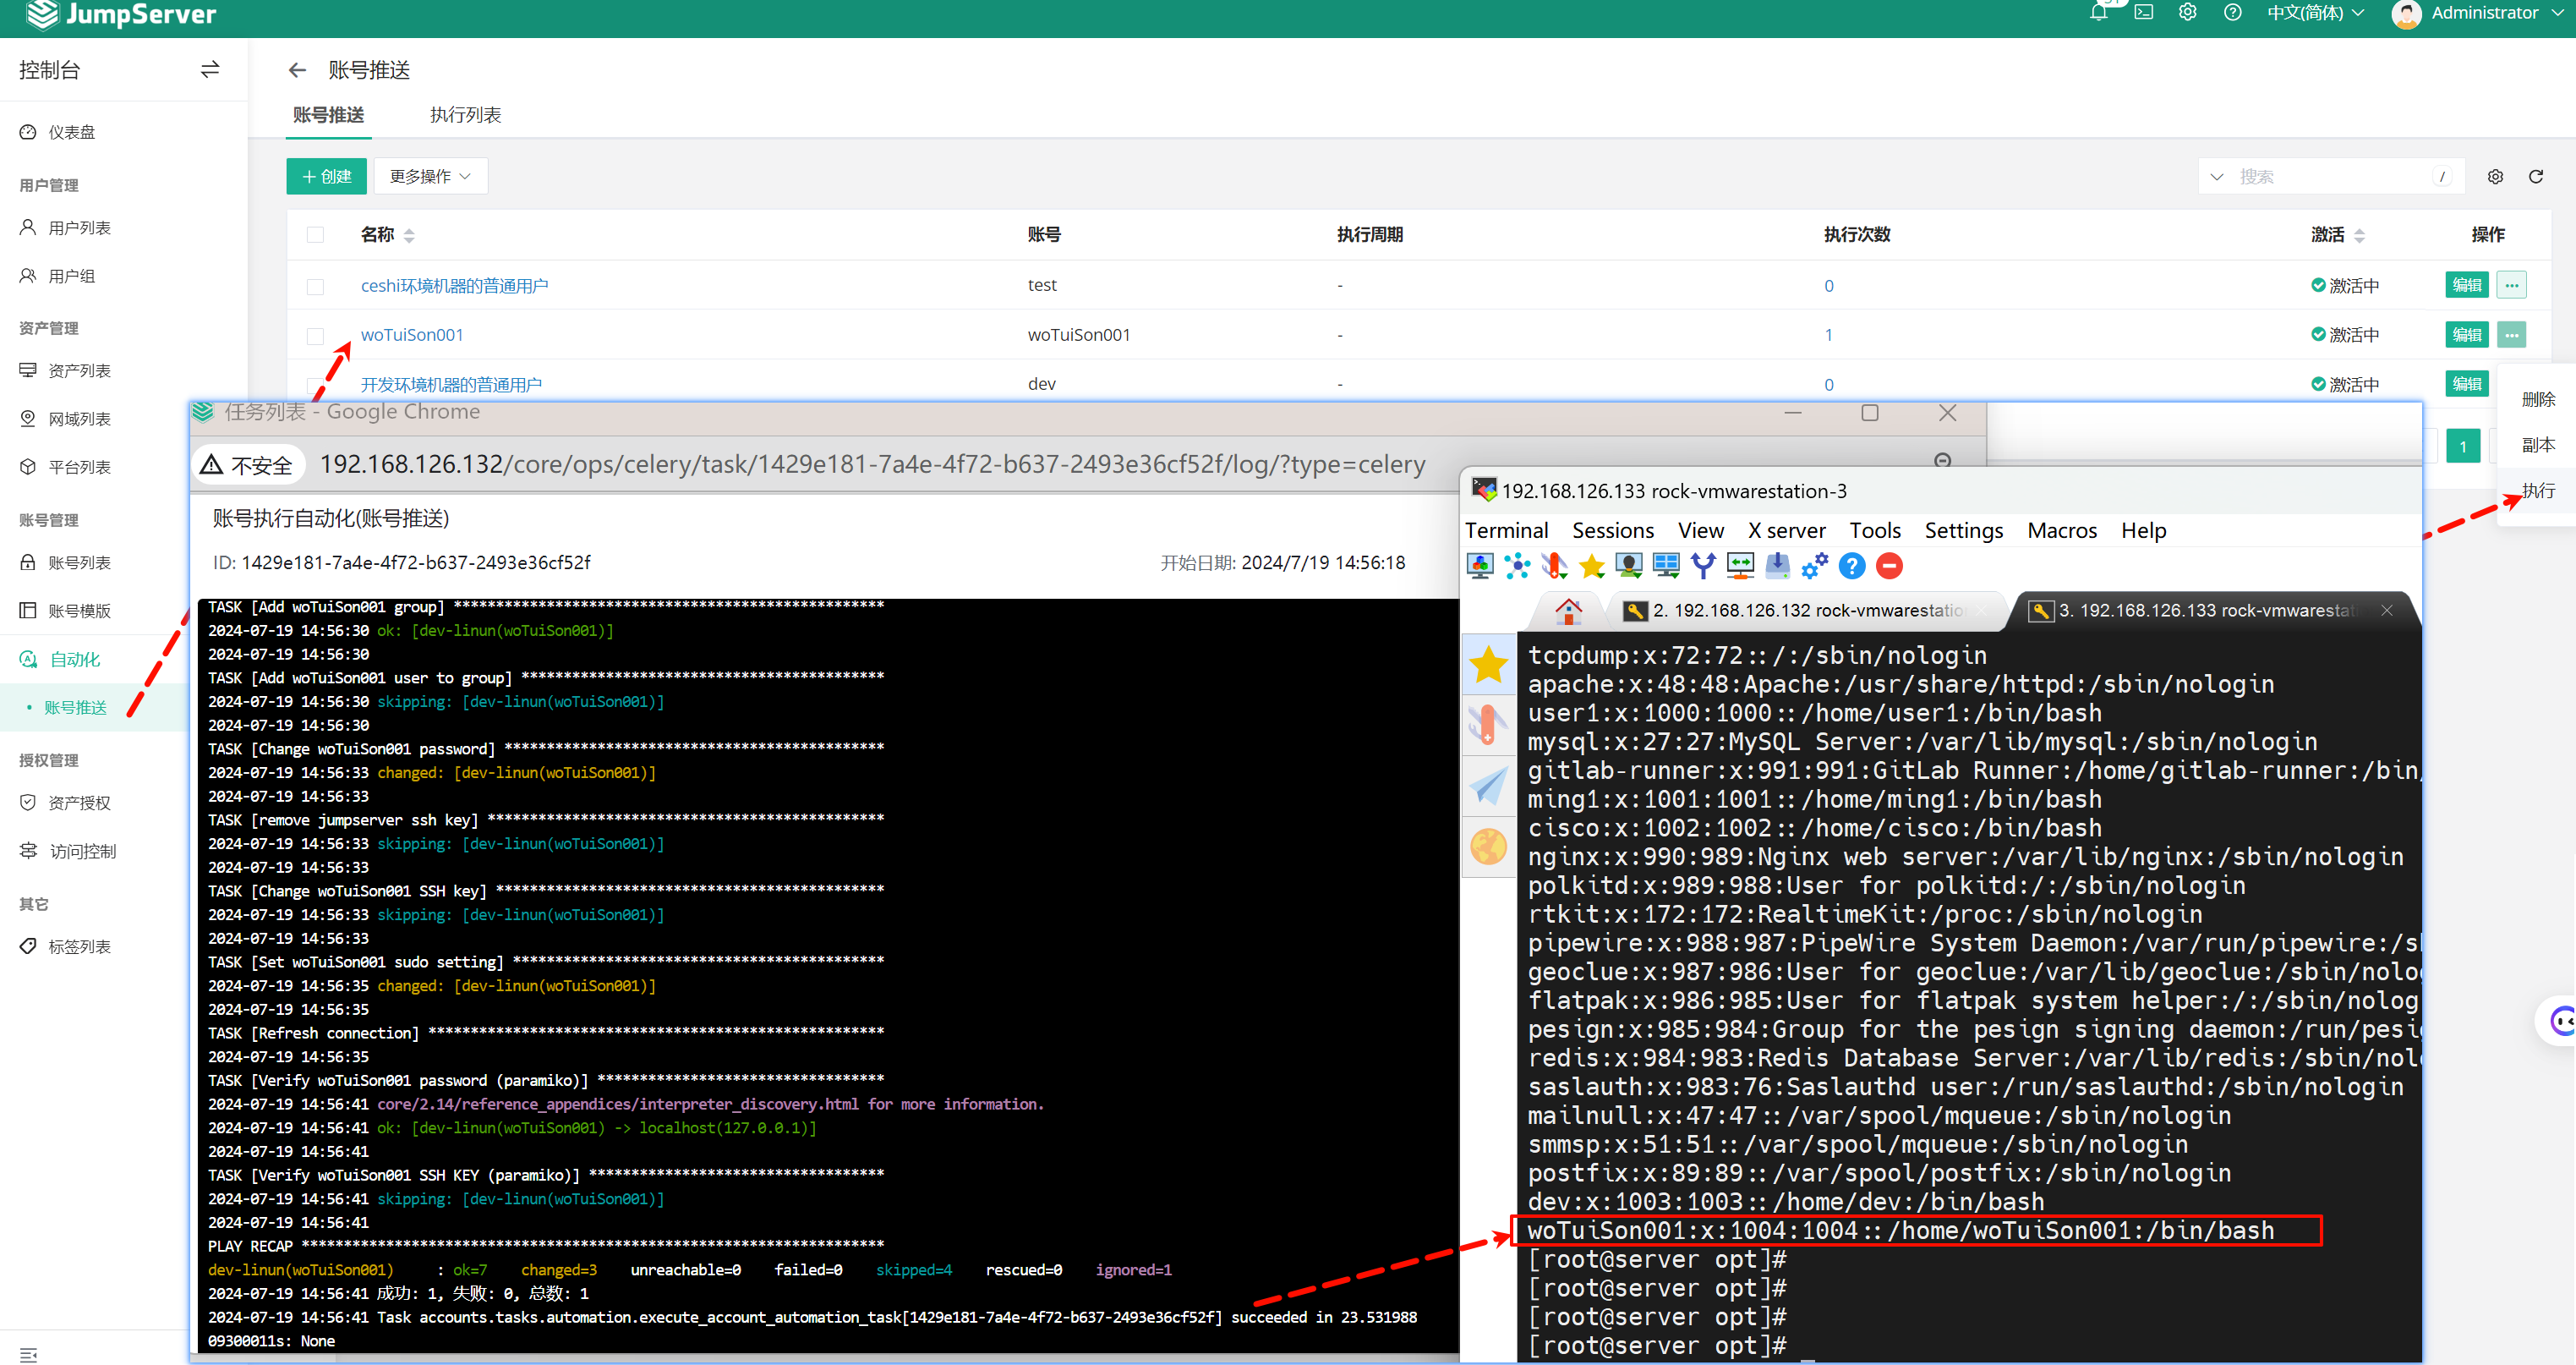 JumpServer
中文(简体)
Administrator
控制台
账号推送
账号推送
执行列表
仪表盘
用户管理
用户列表
用户组
资产管理
资产列表
网域列表
平台列表
账号管理
账号列表
账号模版
自动化
账号推送
授权管理
资产授权
访问控制
其它
标签列表
创建
更多操作
搜索
/
名称 账号 执行周期 执行次数 激活 操作
ceshi环境机器的普通用户 test - 0 激活中 编辑
woTuiSon001 woTuiSon001 - 1 激活中 编辑
开发环境机器的普通用户 dev - 0 激活中 编辑
删除
副本
执行
1
任务列表 - Google Chrome
不安全 192.168.126.132/core/ops/celery/task/1429e181-7a4e-4f72-b637-2493e36cf52f/log/?type=celery
账号执行自动化(账号推送)
ID: 1429e181-7a4e-4f72-b637-2493e36cf52f 开始日期: 2024/7/19 14:56:18
TASK [Add woTuiSon001 group] ***************************************************
2024-07-19 14:56:30 ok: [dev-linun(woTuiSon001)]
2024-07-19 14:56:30
TASK [Add woTuiSon001 user to group] *******************************************
2024-07-19 14:56:30 skipping: [dev-linun(woTuiSon001)]
2024-07-19 14:56:30
TASK [Change woTuiSon001 password] *********************************************
2024-07-19 14:56:33 changed: [dev-linun(woTuiSon001)]
2024-07-19 14:56:33
TASK [remove jumpserver ssh key] ***********************************************
2024-07-19 14:56:33 skipping: [dev-linun(woTuiSon001)]
2024-07-19 14:56:33
TASK [Change woTuiSon001 SSH key] **********************************************
2024-07-19 14:56:33 skipping: [dev-linun(woTuiSon001)]
2024-07-19 14:56:33
TASK [Set woTuiSon001 sudo setting] ********************************************
2024-07-19 14:56:35 changed: [dev-linun(woTuiSon001)]
2024-07-19 14:56:35
TASK [Refresh connection] ******************************************************
2024-07-19 14:56:35
TASK [Verify woTuiSon001 password (paramiko)] **********************************
2024-07-19 14:56:41 core/2.14/reference_appendices/interpreter_discovery.html for more information.
2024-07-19 14:56:41 ok: [dev-linun(woTuiSon001) -> localhost(127.0.0.1)]
2024-07-19 14:56:41
TASK [Verify woTuiSon001 SSH KEY (paramiko)] ***********************************
2024-07-19 14:56:41 skipping: [dev-linun(woTuiSon001)]
2024-07-19 14:56:41
PLAY RECAP *********************************************************************
dev-linun(woTuiSon001) : ok=7 changed=3 unreachable=0 failed=0 skipped=4 rescued=0 ignored=1
2024-07-19 14:56:41 成功: 1, 失败: 0, 总数: 1
2024-07-19 14:56:41 Task accounts.tasks.automation.execute_account_automation_task[1429e181-7a4e-4f72-b637-2493e36cf52f] succeeded in 23.531988
09300011s: None
192.168.126.133 rock-vmwarestation-3
Terminal Sessions View X server Tools Settings Macros Help
2. 192.168.126.132 rock-vmwarestatio
3. 192.168.126.133 rock-vmwarestat
tcpdump:x:72:72::/:/sbin/nologin
apache:x:48:48:Apache:/usr/share/httpd:/sbin/nologin
user1:x:1000:1000::/home/user1:/bin/bash
mysql:x:27:27:MySQL Server:/var/lib/mysql:/sbin/nologin
gitlab-runner:x:991:991:GitLab Runner:/home/gitlab-runner:/bin/
ming1:x:1001:1001::/home/ming1:/bin/bash
cisco:x:1002:1002::/home/cisco:/bin/bash
nginx:x:990:989:Nginx web server:/var/lib/nginx:/sbin/nologin
polkitd:x:989:988:User for polkitd:/:/sbin/nologin
rtkit:x:172:172:RealtimeKit:/proc:/sbin/nologin
pipewire:x:988:987:PipeWire System Daemon:/var/run/pipewire:/s
geoclue:x:987:986:User for geoclue:/var/lib/geoclue:/sbin/nolo
flatpak:x:986:985:User for flatpak system helper:/:/sbin/nolog
pesign:x:985:984:Group for the pesign signing daemon:/run/pesi
redis:x:984:983:Redis Database Server:/var/lib/redis:/sbin/nol
saslauth:x:983:76:Saslauthd user:/run/saslauthd:/sbin/nologin
mailnull:x:47:47::/var/spool/mqueue:/sbin/nologin
smmsp:x:51:51::/var/spool/mqueue:/sbin/nologin
postfix:x:89:89::/var/spool/postfix:/sbin/nologin
dev:x:1003:1003::/home/dev:/bin/bash
woTuiSon001:x:1004:1004::/home/woTuiSon001:/bin/bash
[root@server opt]#
[root@server opt]#
[root@server opt]#
[root@server opt]#